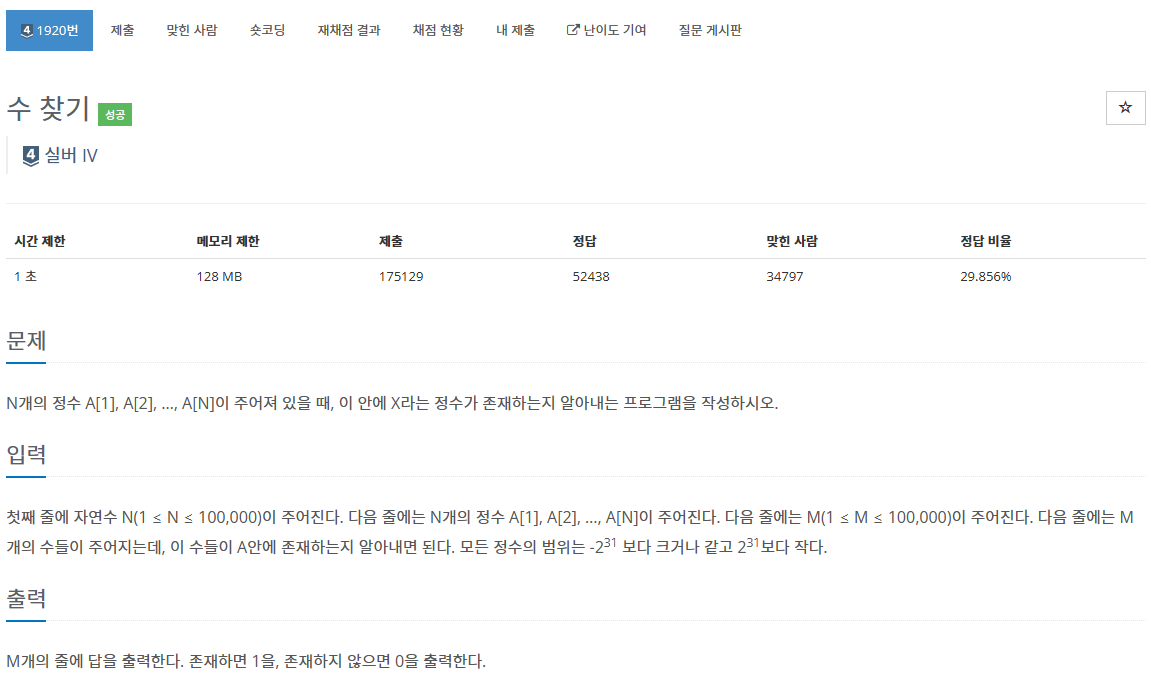 4 1920번 제출 맞힌 사람 숏코딩 재채점 결과 채점 현황 내 제출 난이도 기여 질문 게시판
수 찾기 성공
4 실버 IV
시간 제한 메모리 제한 제출 정답 맞힌 사람 정답 비율
1 초 128 MB 175129 52438 34797 29.856%
문제
N개의 정수 A[1], A[2], …, A[N]이 주어져 있을 때, 이 안에 X라는 정수가 존재하는지 알아내는 프로그램을 작성하시오.
입력
첫째 줄에 자연수 N(1 ≤ N ≤ 100,000)이 주어진다. 다음 줄에는 N개의 정수 A[1], A[2], …, A[N]이 주어진다. 다음 줄에는 M(1 ≤ M ≤ 100,000)이 주어진다. 다음 줄에는 M
개의 수들이 주어지는데, 이 수들이 A안에 존재하는지 알아내면 된다. 모든 정수의 범위는 -2³¹ 보다 크거나 같고 2³¹보다 작다.
출력
M개의 줄에 답을 출력한다. 존재하면 1을, 존재하지 않으면 0을 출력한다.